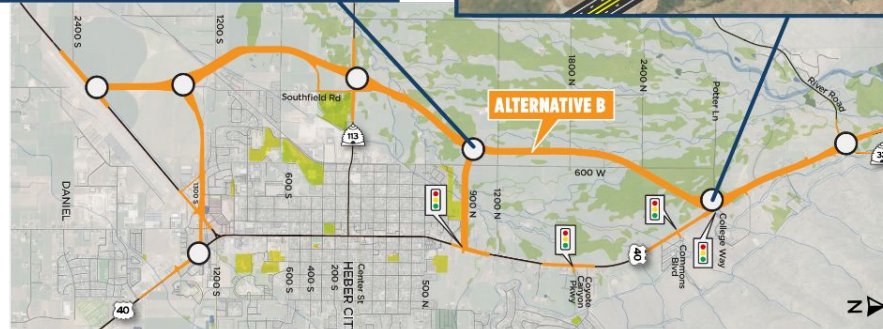 2400 S
1200 S
Southfield Rd
113
ALTERNATIVE B
1800 N
2400 N
Potter Ln
River Road
DANIEL
1300 S
600 S
900 N
1200 N
600 W
College Way
40
Commons Blvd
Coyote Canyon Pkwy
500 N
Center St
HEBER CIT
200 S
400 S
600 S
1200 S
40
N